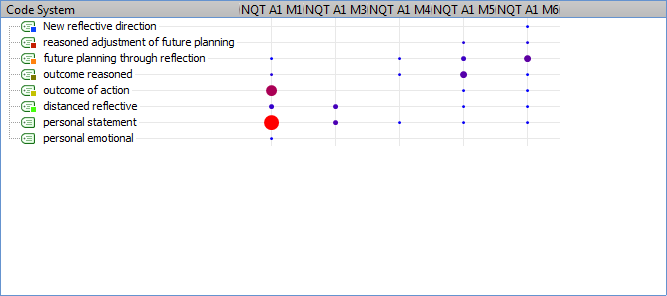 Code System NQT A1 M1 NQT A1 M3 NQT A1 M4 NQT A1 M5 NQT A1 M6
New reflective direction
reasoned adjustment of future planning
future planning through reflection
outcome reasoned
outcome of action
distanced reflective
personal statement
personal emotional